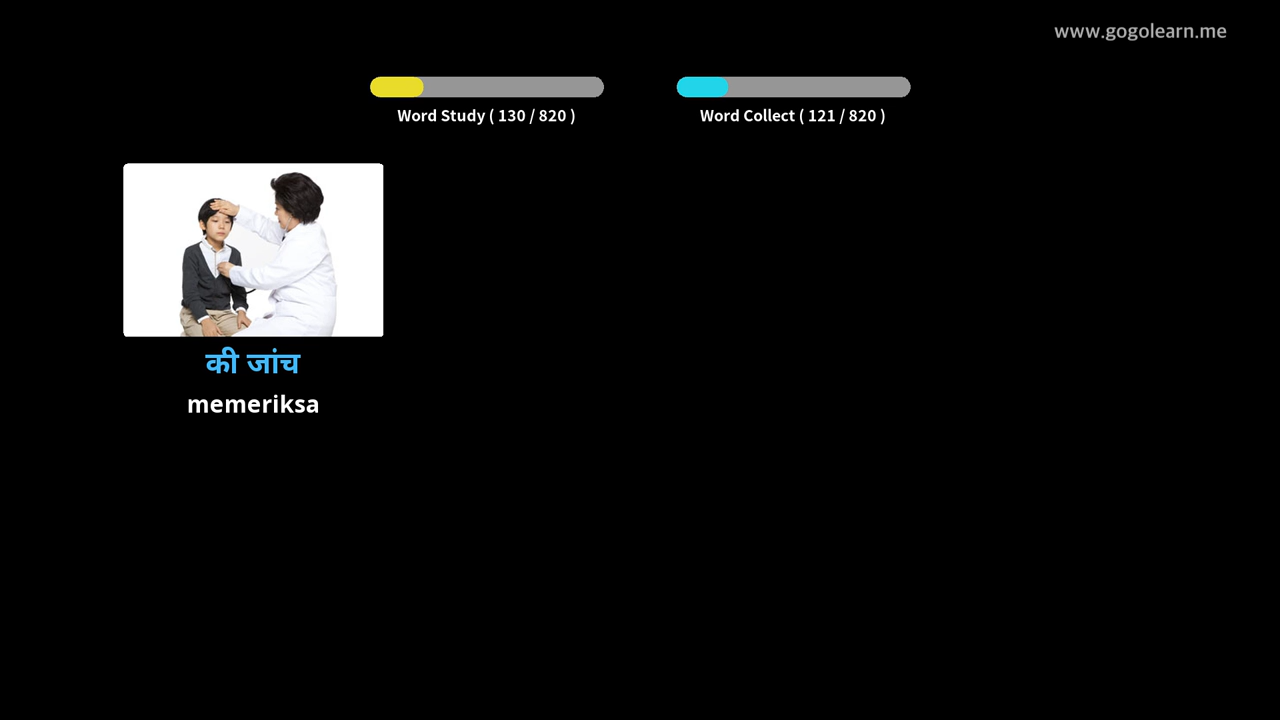 www.gogolearn.me
Word Study ( 130 / 820 )
Word Collect ( 121 / 820 )
की जांच
memeriksa